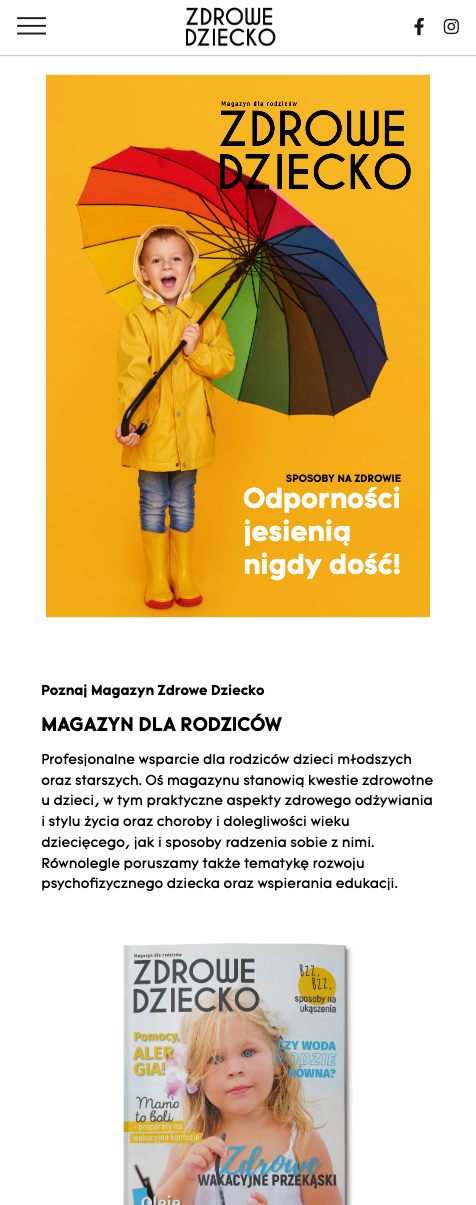 ZDROWE
DZIECKO
Magazyn dla rodziców
ZDROWE
DZIECKO
SPOSOBY NA ZDROWIE
Odporności
jesienią
nigdy dość!
Poznaj Magazyn Zdrowe Dziecko
MAGAZYN DLA RODZICÓW
Profesjonalne wsparcie dla rodziców dzieci młodszych
oraz starszych. Oś magazynu stanowią kwestie zdrowotne
u dzieci, w tym praktyczne aspekty zdrowego odżywiania
i stylu życia oraz choroby i dolegliwości wieku
dziecięcego, jak i sposoby radzenia sobie z nimi.
Równolegle poruszamy także tematykę rozwoju
psychofizycznego dziecka oraz wspierania edukacji.
Magazyn dla rodziców
ZDROWE
DZIECKO
BZZ,
BZZ.
sposoby na
ukąszenia
Pomocy,
ALER
GIA!
CZY WODA
WODZIE
RÓWNA?
Mamo
to boli
– preparaty na
wakacyjne kontuzje
Zdrowe
WAKACYJNE PRZEKĄSKI
Oleje